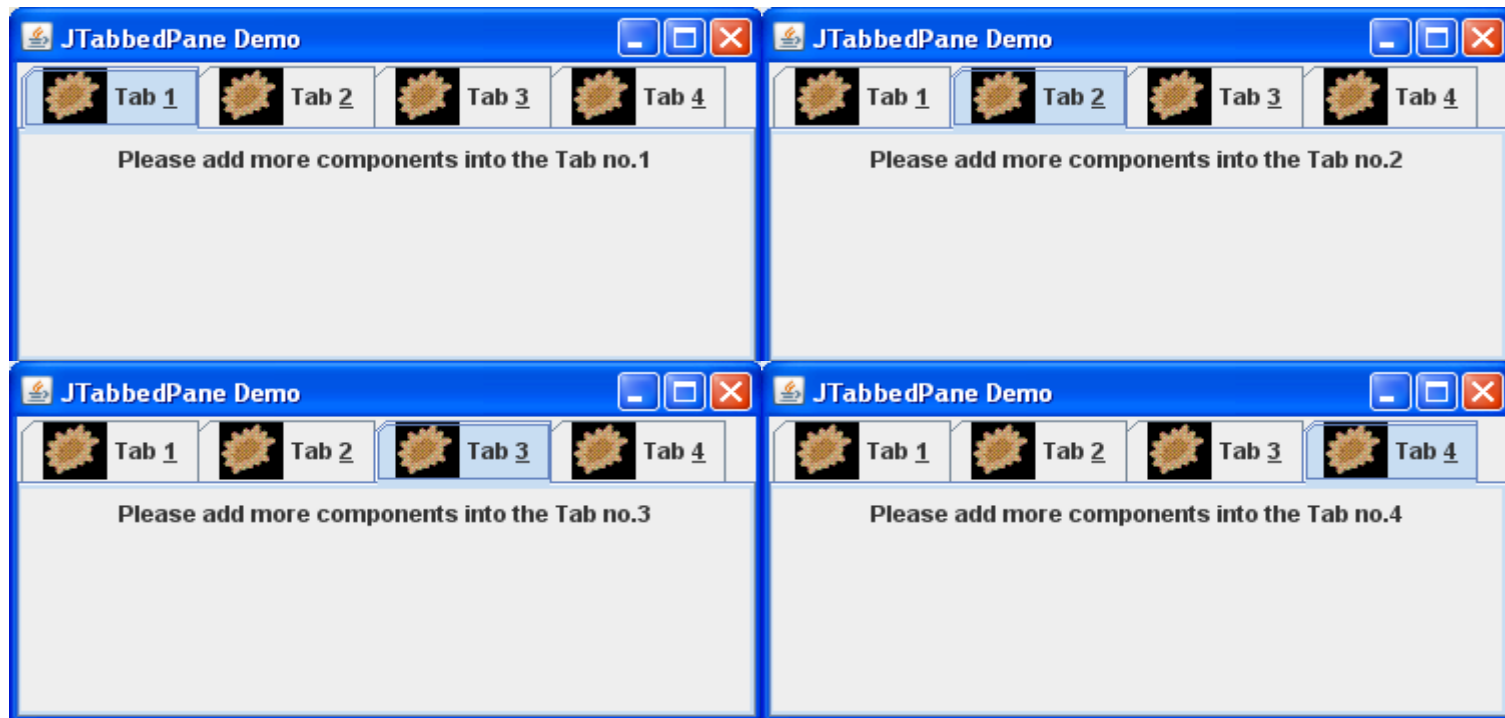 JTabbedPane Demo
Tab 1 Tab 2 Tab 3 Tab 4
Please add more components into the Tab no.1
JTabbedPane Demo
Tab 1 Tab 2 Tab 3 Tab 4
Please add more components into the Tab no.2
JTabbedPane Demo
Tab 1 Tab 2 Tab 3 Tab 4
Please add more components into the Tab no.3
JTabbedPane Demo
Tab 1 Tab 2 Tab 3 Tab 4
Please add more components into the Tab no.4